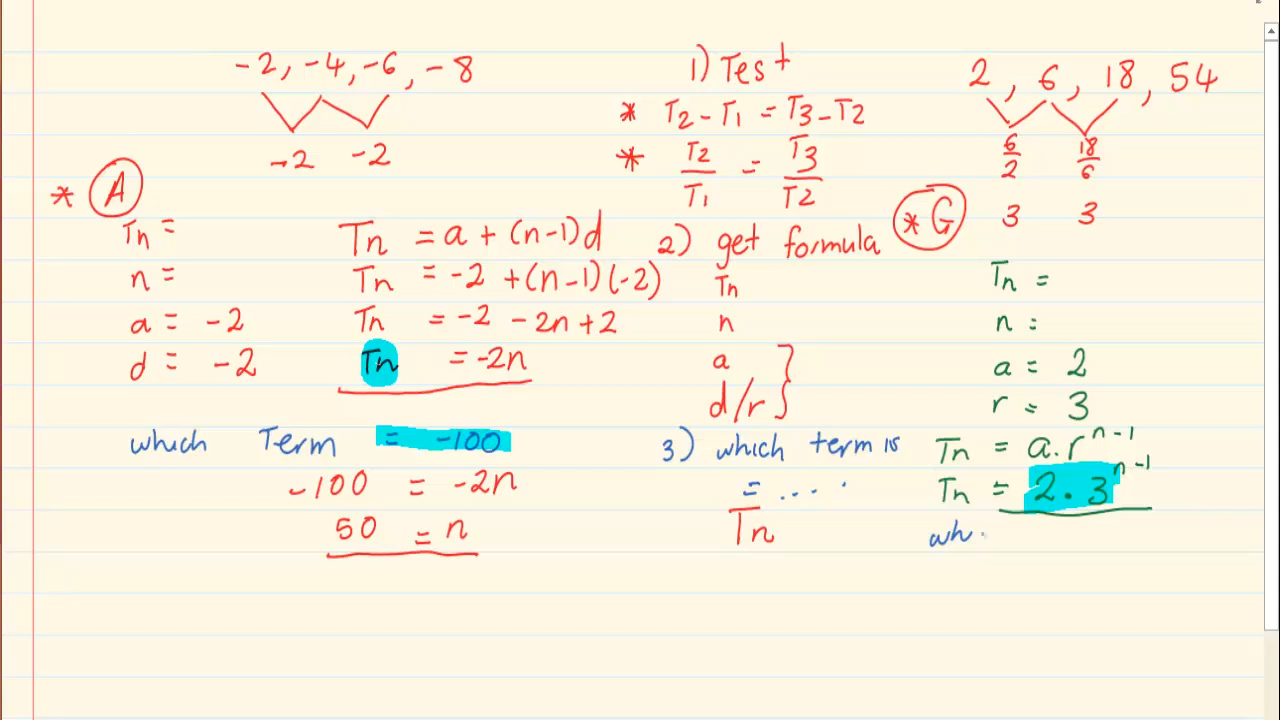 -2, -4, -6, -8
-2 -2
* A
Tn =
n =
a = -2
d = -2
Tn = a + (n-1)d
Tn = -2 + (n-1)(-2)
Tn = -2 - 2n + 2
Tn = -2n
which Term = -100
-100 = -2n
50 = n
1) Test
* T2 - T1 = T3 - T2
* T2/T1 = T3/T2
2) get formula
Tn
n
a }
d/r }
3) which term is
= ....
Tn
2, 6, 18, 54
6/2 18/6
* G 3 3
Tn =
n =
a = 2
r = 3
Tn = a.r^n-1
Tn = 2.3^n-1
wh